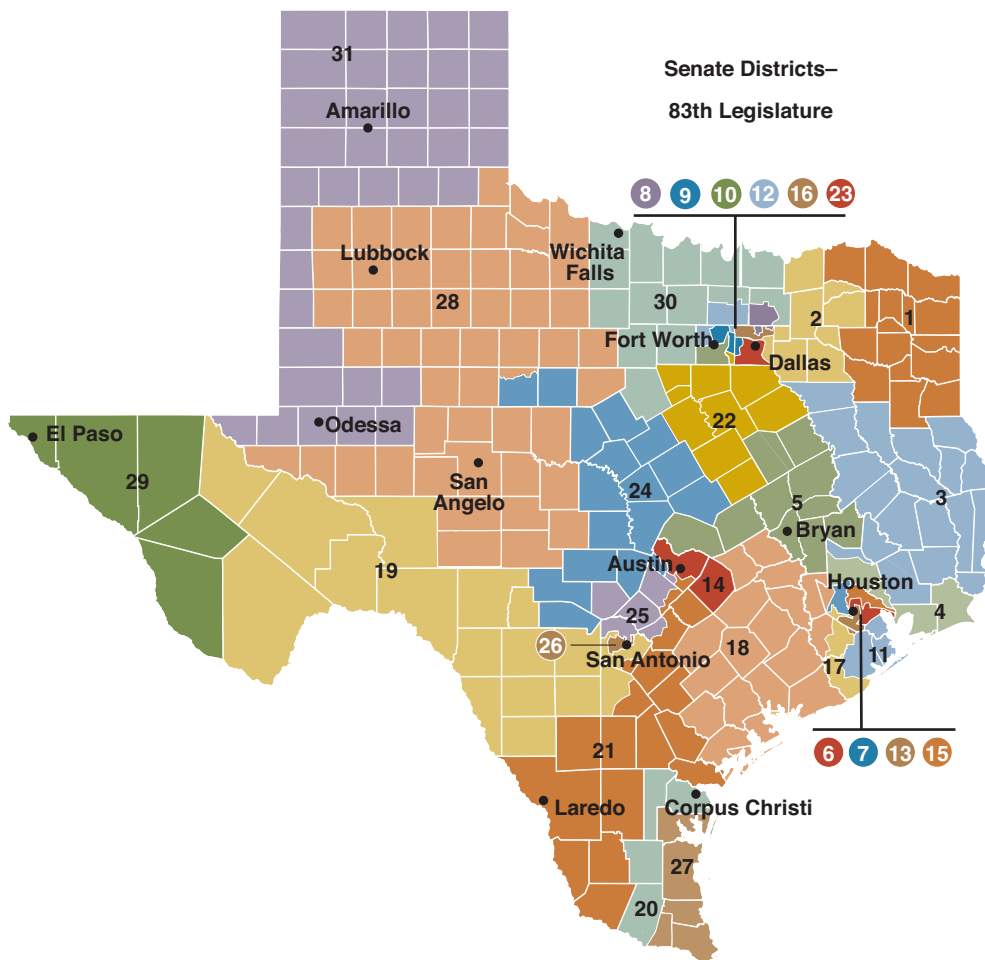 31
Senate Districts–
83th Legislature
Amarillo
8 9 10 12 16 23
Lubbock
Wichita
Falls
28
30
2
1
Fort Worth
Dallas
Odessa
El Paso
22
29
San
Angelo
24
3
5
Bryan
19
Austin
14
Houston
4
25
26
San Antonio
18
17
11
21
6 7 13 15
Laredo
Corpus Christi
27
20